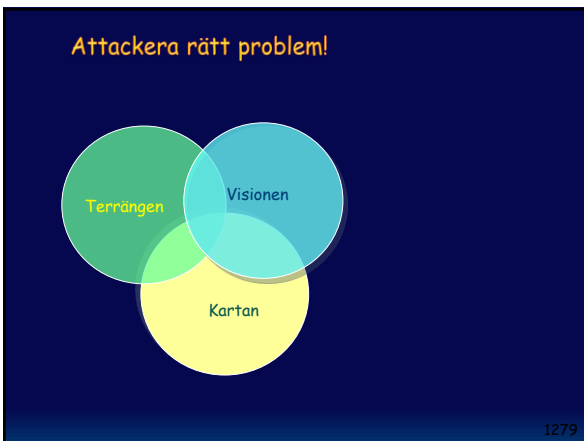 Attackera rätt problem!
Terrängen
Visionen
Kartan
1279